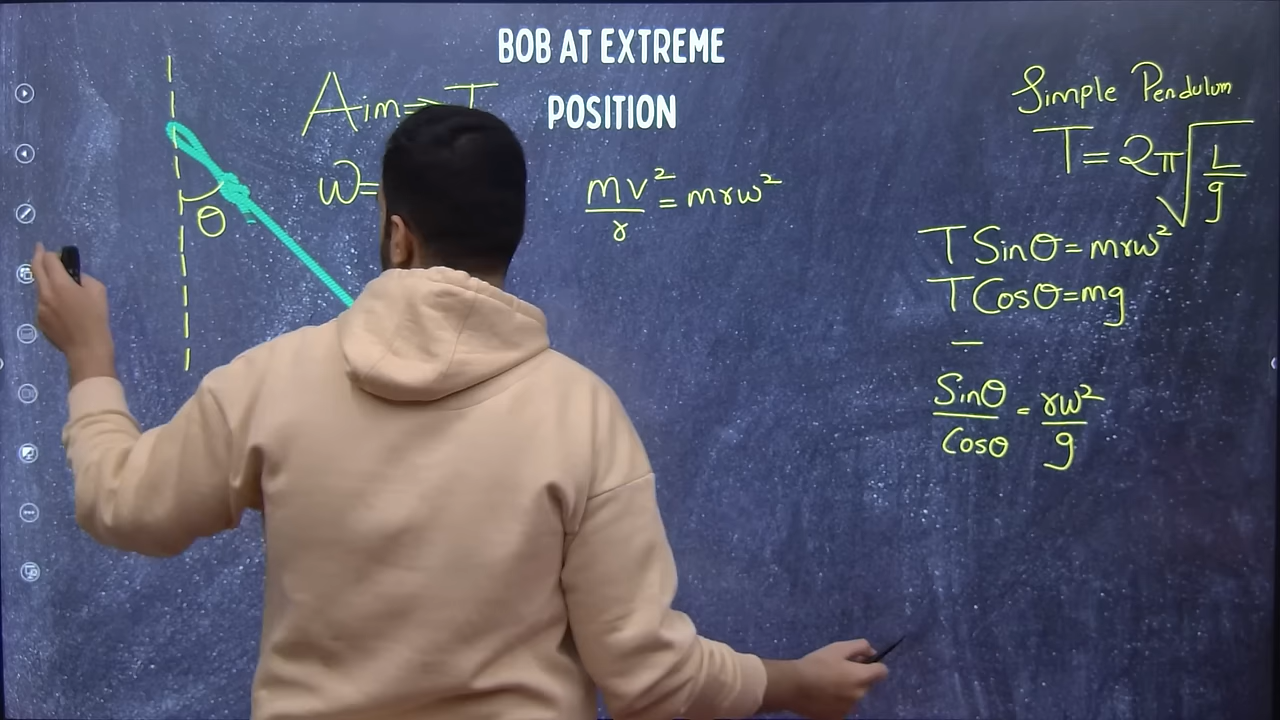 BOB AT EXTREME
POSITION
Aim⇒ T
ω=
θ
mv²/r = mrω²
Simple Pendulum
T = 2π√(L/g)
T Sinθ = mrω²
T Cosθ = mg
Sinθ/Cosθ = rω²/g